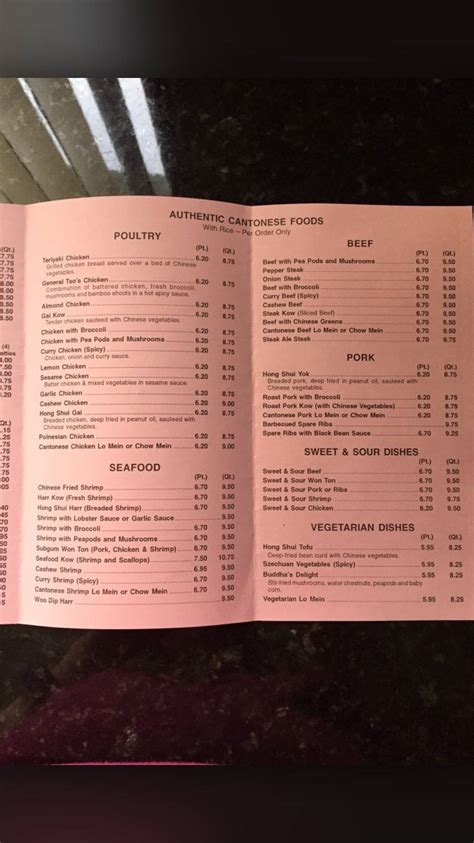 AUTHENTIC CANTONESE FOODS
With Rice – Per Order Only
POULTRY
(Pt.) (Qt.)
Teriyaki Chicken 6.20 8.75
Grilled chicken breast served over a bed of Chinese
vegetables.
General Tso's Chicken 6.20 8.75
Combination of battered chicken, fresh broccoli,
mushrooms and bamboo shoots in a hot spicy sauce.
Almond Chicken 6.20 8.75
Gai Kow 6.20 8.75
Tender chicken sauteed with Chinese vegetables.
Chicken with Broccoli 6.20 8.75
Chicken with Pea Pods and Mushrooms 6.20 8.75
Curry Chicken (Spicy) 6.20 8.75
Chicken, onion and curry sauce.
Lemon Chicken 6.20 8.75
Sesame Chicken 6.20 8.75
Batter chicken & mixed vegetables in sesame sauce.
Garlic Chicken 6.20 8.75
Cashew Chicken 6.20 8.75
Hong Shui Gai 6.20 8.75
Breaded chicken, deep fried in peanut oil, sauteed with
Chinese vegetables.
Polnesian Chicken 6.20 8.75
Cantonese Chicken Lo Mein or Chow Mein 6.20 8.75
SEAFOOD
(Pt.) (Qt.)
Chinese Fried Shrimp 6.70 9.50
Harr Kow (Fresh Shrimp) 6.70 9.50
Hong Shui Harr (Breaded Shrimp) 6.70 9.50
Shrimp with Lobster Sauce or Garlic Sauce 6.70 9.50
Shrimp with Broccoli 6.70 9.50
Shrimp with Peapods and Mushrooms 6.70 9.50
Subgum Won Ton (Pork, Chicken & Shrimp) 6.70 9.50
Seafood Kow (Shrimp and Scallops) 7.50 10.75
Cashew Shrimp 6.95 9.95
Curry Shrimp (Spicy) 6.70 9.50
Cantonese Shrimp Lo Mein or Chow Mein 6.70 9.50
Woo Dip Harr 9.50
BEEF
(Pt.) (Qt.)
Beef with Pea Pods and Mushrooms 6.70 9.50
Pepper Steak 6.70 9.50
Onion Steak 6.70 9.50
Beef with Broccoli 6.70 9.50
Curry Beef (Spicy) 6.70 9.50
Cashew Beef 6.70 9.50
Steak Kow (Sliced Beef) 6.70 9.50
Beef with Chinese Greens 6.70 9.50
Cantonese Beef Lo Mein or Chow Mein 6.70 9.50
Steak Ale Steak 6.70 9.75
PORK
(Pt.) (Qt.)
Hong Shui Yok 6.20 8.75
Breaded pork, deep fried in peanut oil, sauteed with
Chinese vegetables.
Roast Pork with Broccoli 6.20 8.75
Roast Pork Kow (with Chinese Vegetables) 6.20 8.75
Cantonese Pork Lo Mein or Chow Mein 6.20 8.75
Barbecued Spare Ribs 9.75
Spare Ribs with Black Bean Sauce 6.70 9.25
SWEET & SOUR DISHES
(Pt.) (Qt.)
Sweet & Sour Beef 6.70 9.50
Sweet & Sour Won Ton 6.70 9.50
Sweet & Sour Pork or Ribs 6.70 9.50
Sweet & Sour Shrimp 6.70 9.50
Sweet & Sour Chicken 6.70 9.50
VEGETARIAN DISHES
(Pt.) (Qt.)
Hong Shui Tofu 5.95 8.25
Deep-fried bean curd with Chinese vegetables.
Szechuan Vegetables (Spicy) 5.95 8.25
Buddha's Delight 5.95 8.25
Stir-fried mushrooms, water chestnuts, peapods and baby
corn.
Vegetarian Lo Mein 5.95 8.25